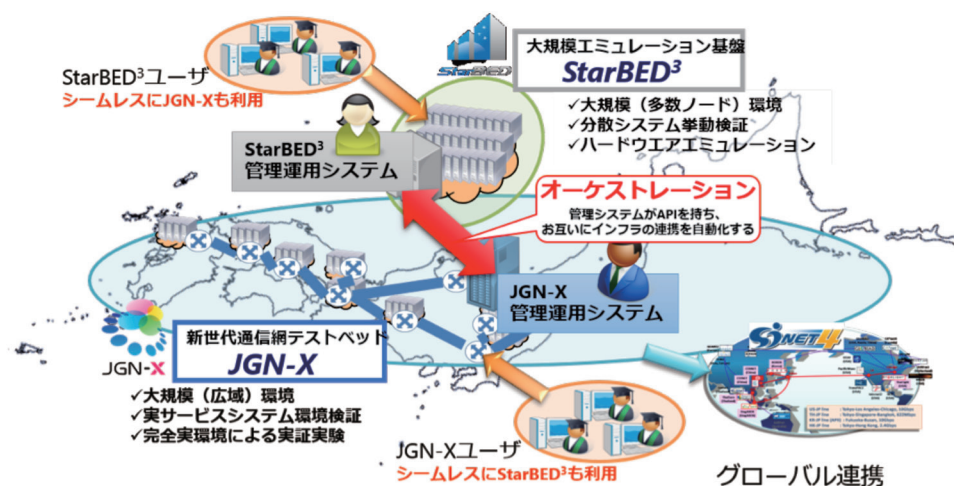 StarBED³ユーザ
シームレスにJGN-Xも利用
StarBED
大規模エミュレーション基盤
StarBED³
✓大規模(多数ノード)環境
✓分散システム挙動検証
✓ハードウエアエミュレーション
StarBED³
管理運用システム
オーケストレーション
管理システムがAPIを持ち、
お互いにインフラの連携を自動化する
JGN-X
管理運用システム
JGN-X
新世代通信網テストベッド
JGN-X
✓大規模(広域)環境
✓実サービスシステム環境検証
✓完全実環境による実証実験
JGN-Xユーザ
シームレスにStarBED³も利用
SINET4
グローバル連携